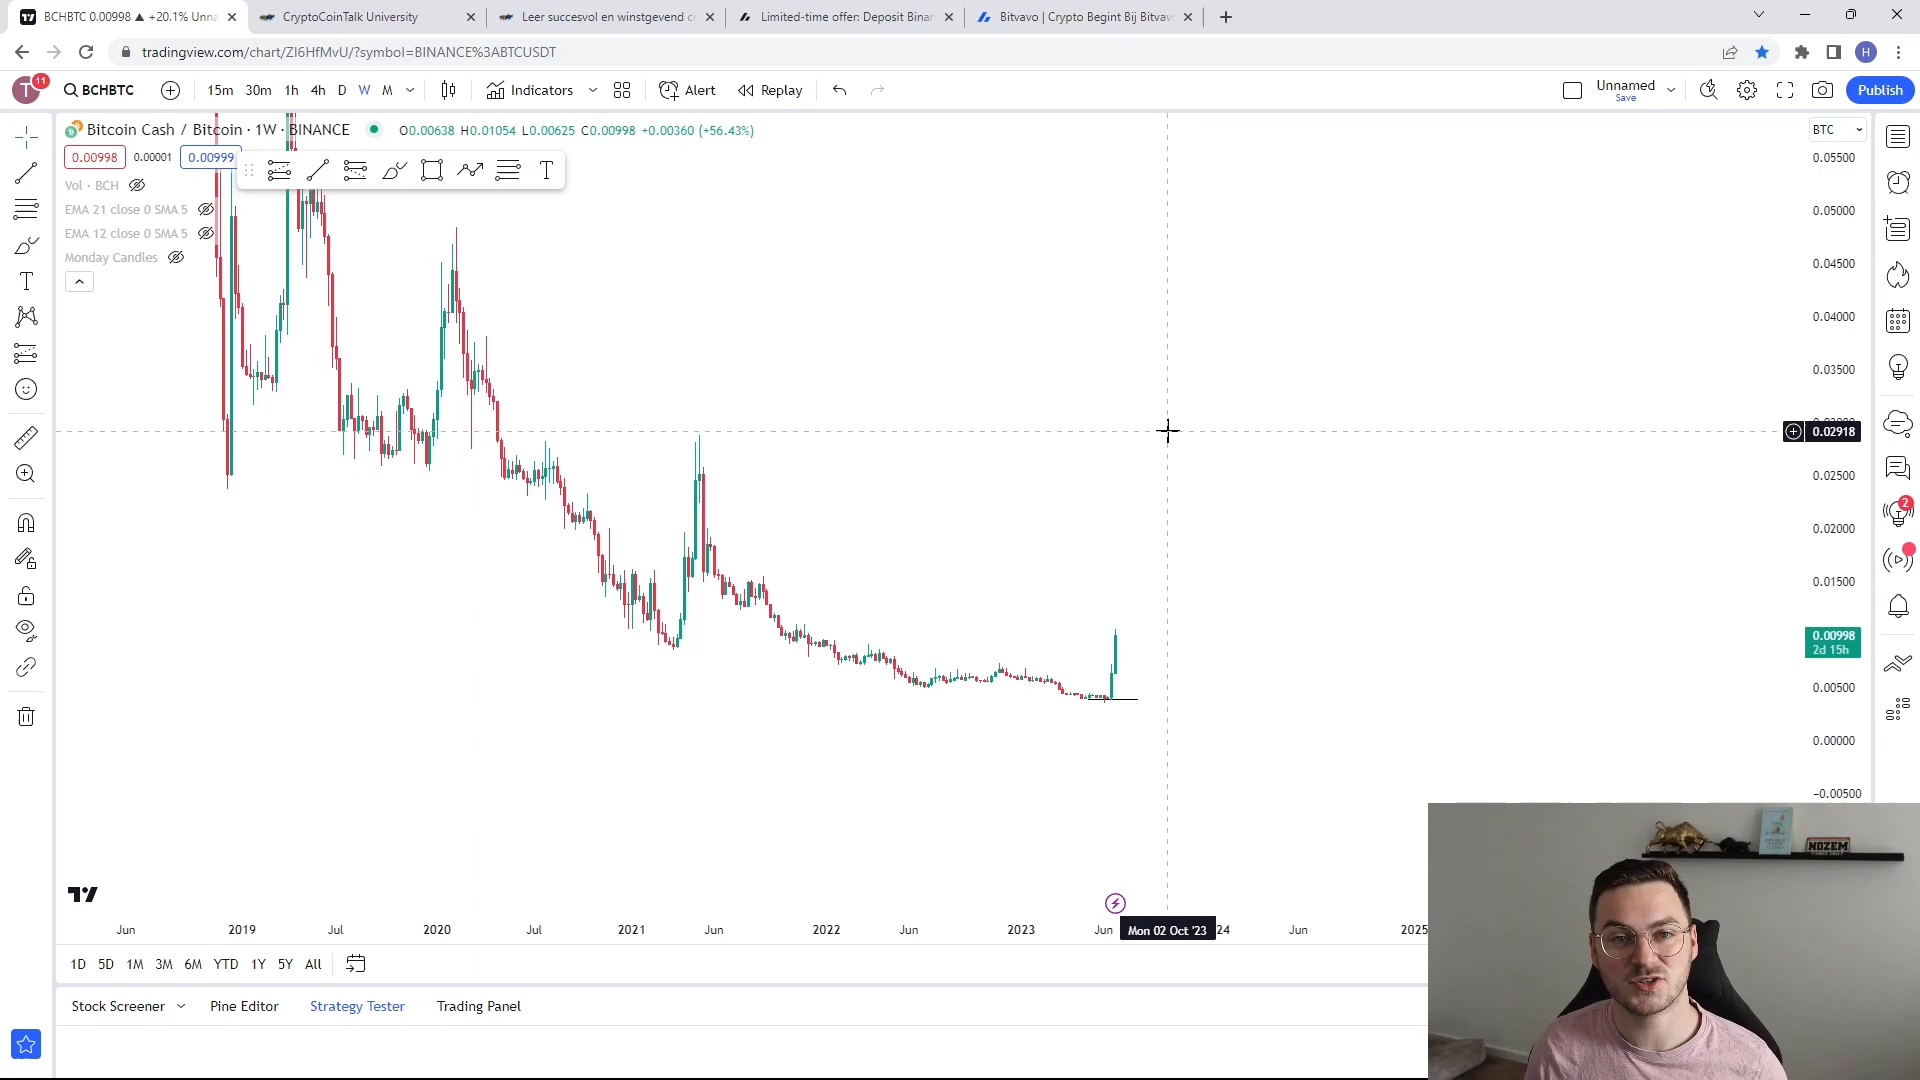 BCHBTC 0.00998 ▲ +20.1% Unna
CryptoCoinTalk University
Leer succesvol en winstgevend c
Limited-time offer: Deposit Binan
Bitvavo | Crypto Begint Bij Bitvav
tradingview.com/chart/ZI6HfMvU/?symbol=BINANCE%3ABTCUSDT
H
T
11
BCHBTC
15m 30m 1h 4h D W M
Indicators
Alert
Replay
Unnamed
Save
Publish
Bitcoin Cash / Bitcoin · 1W · BINANCE
O0.00638 H0.01054 L0.00625 C0.00998 +0.00360 (+56.43%)
BTC
0.00998 0.00001 0.00999
Vol · BCH
EMA 21 close 0 SMA 5
EMA 12 close 0 SMA 5
Monday Candles
0.05500
0.05000
0.04500
0.04000
0.03500
0.02918
0.02500
0.02000
0.01500
0.00998
2d 15h
0.00500
0.00000
−0.00500
2
NOZEM
Jun 2019 Jul 2020 Jul 2021 Jun 2022 Jun 2023 Jun Mon 02 Oct '23 24 Jun 2025
1D 5D 1M 3M 6M YTD 1Y 5Y All
Stock Screener Pine Editor Strategy Tester Trading Panel